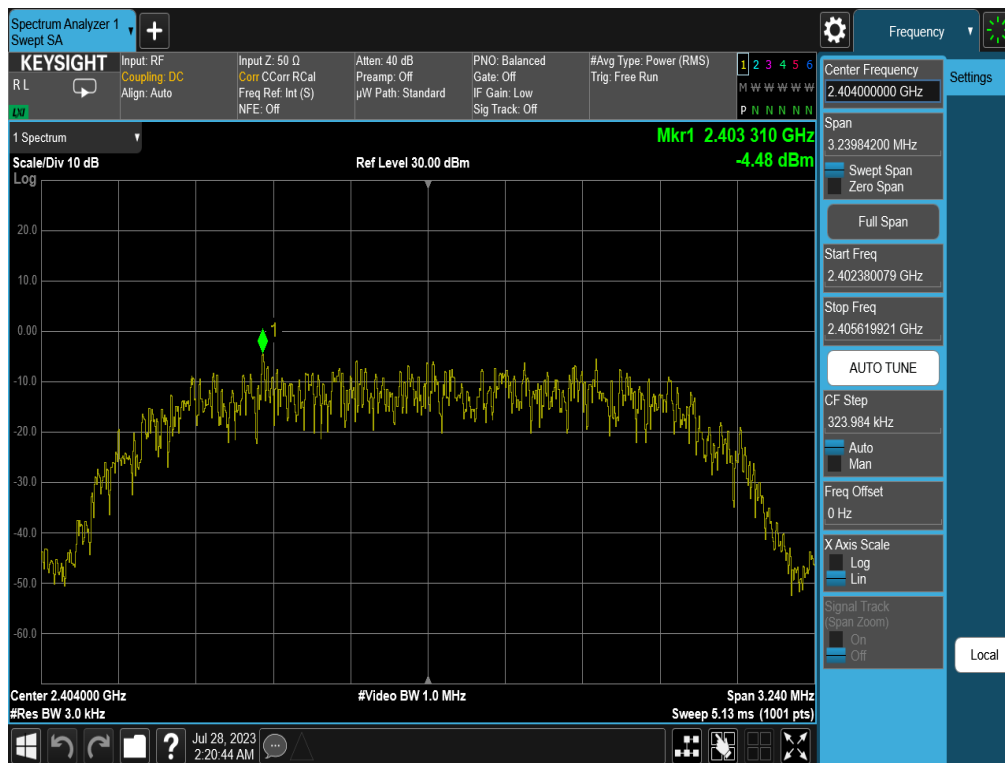 Spectrum Analyzer 1
Swept SA
Frequency
KEYSIGHT
R L
LXI
Input: RF
Coupling: DC
Align: Auto
Input Z: 50 Ω
Corr CCorr RCal
Freq Ref: Int (S)
NFE: Off
Atten: 40 dB
Preamp: Off
µW Path: Standard
PNO: Balanced
Gate: Off
IF Gain: Low
Sig Track: Off
#Avg Type: Power (RMS)
Trig: Free Run
1 2 3 4 5 6
M W W W W W
P N N N N N
1 Spectrum
Scale/Div 10 dB
Log
Ref Level 30.00 dBm
Mkr1 2.403 310 GHz
-4.48 dBm
20.0
10.0
0.00
-10.0
-20.0
-30.0
-40.0
-50.0
-60.0
1
Center 2.404000 GHz
#Res BW 3.0 kHz
#Video BW 1.0 MHz
Span 3.240 MHz
Sweep 5.13 ms (1001 pts)
Center Frequency
2.404000000 GHz
Span
3.23984200 MHz
Swept Span
Zero Span
Full Span
Start Freq
2.402380079 GHz
Stop Freq
2.405619921 GHz
AUTO TUNE
CF Step
323.984 kHz
Auto
Man
Freq Offset
0 Hz
X Axis Scale
Log
Lin
Signal Track
(Span Zoom)
On
Off
Settings
Local
?
Jul 28, 2023
2:20:44 AM